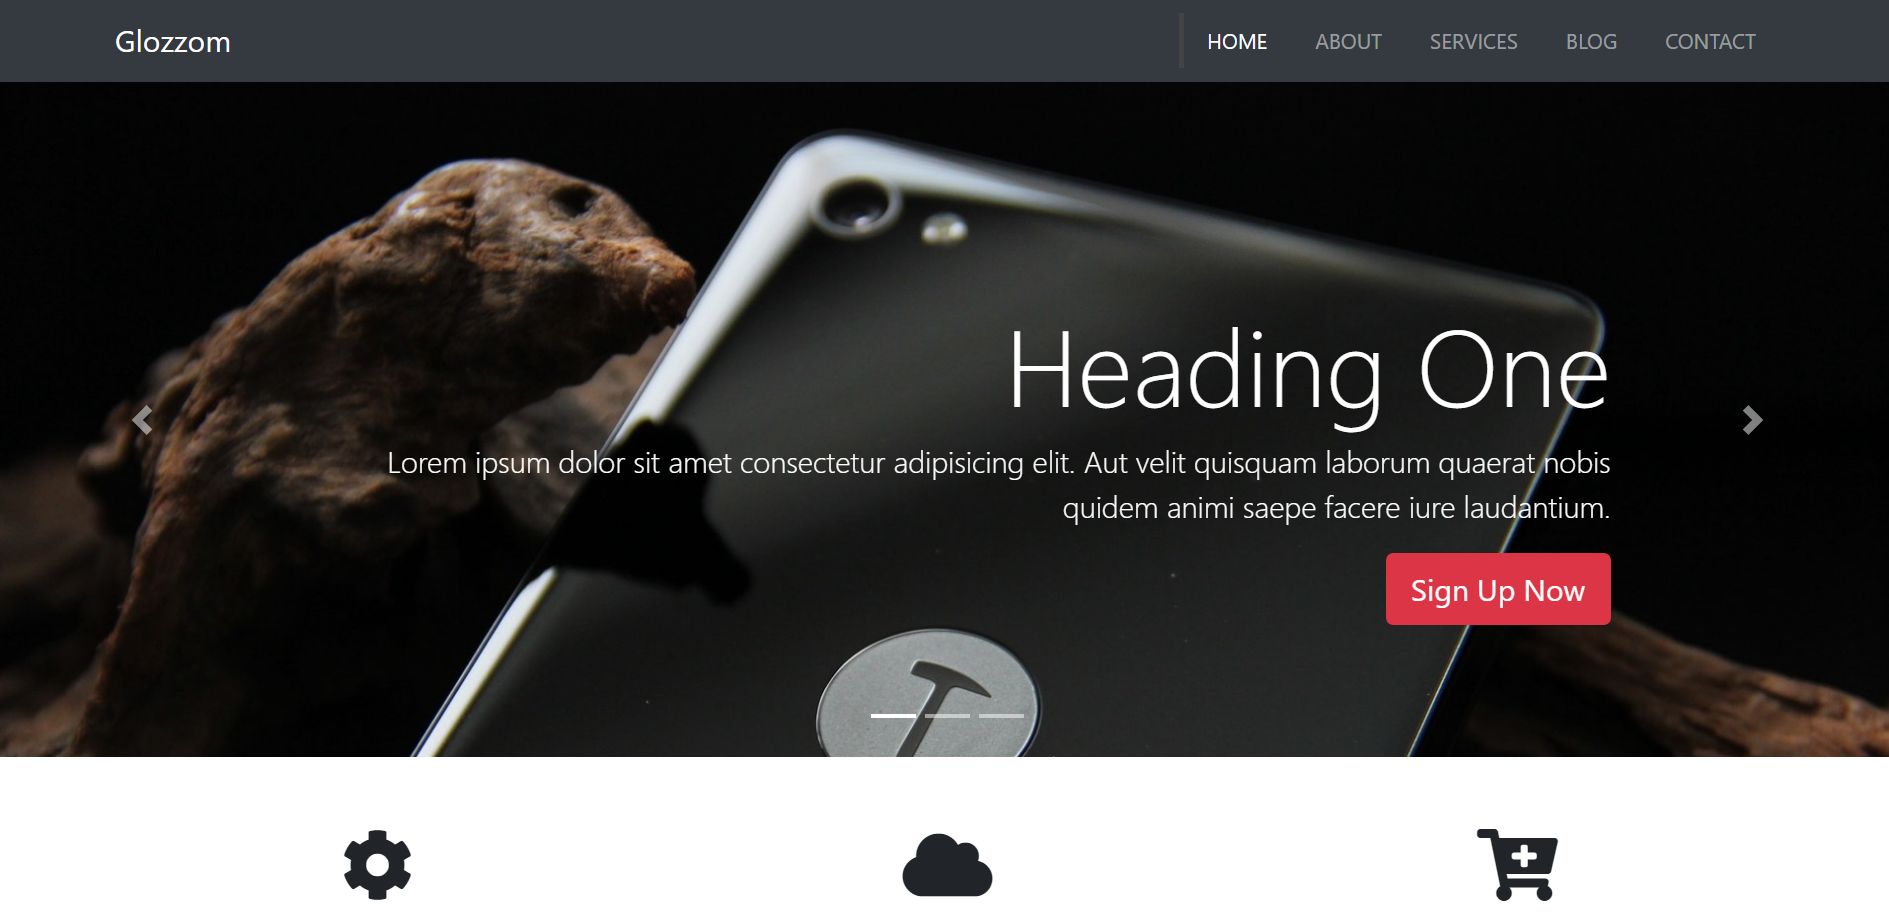 Glozzom
HOME ABOUT SERVICES BLOG CONTACT
Heading One
Lorem ipsum dolor sit amet consectetur adipisicing elit. Aut velit quisquam laborum quaerat nobis
quidem animi saepe facere iure laudantium.
Sign Up Now